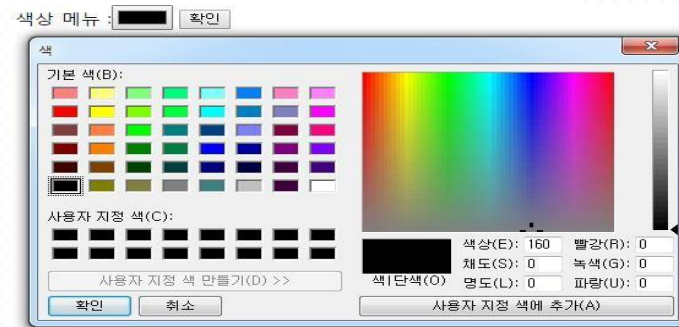 색상 메뉴 : 확인
색
기본 색(B):
사용자 지정 색(C):
사용자 지정 색 만들기(D) >>
확인 취소
색|단색(O)
색상(E): 160 빨강(R): 0
채도(S): 0 녹색(G): 0
명도(L): 0 파랑(U): 0
사용자 지정 색에 추가(A)